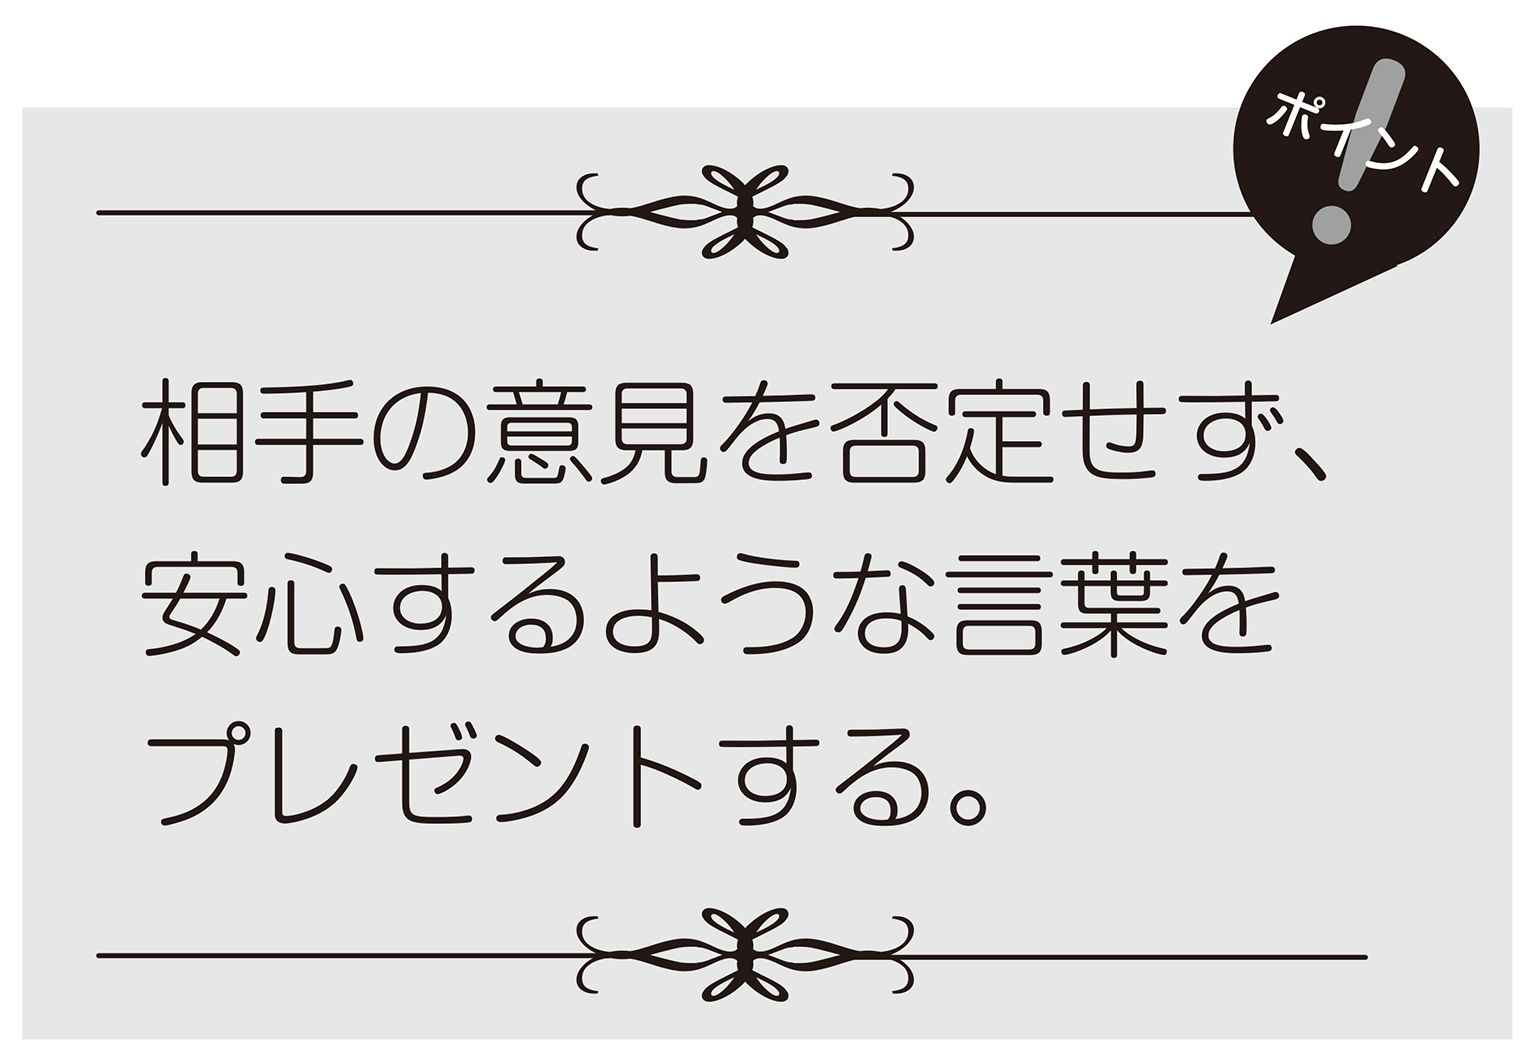 ポイント
相手の意見を否定せず、
安心するような言葉を
プレゼントする。